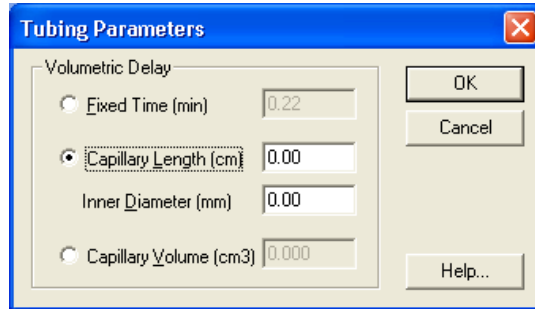 Tubing Parameters
Volumetric Delay
Fixed Time (min) 0.22
Capillary Length (cm) 0.00
Inner Diameter (mm) 0.00
Capillary Volume (cm3) 0.000
OK
Cancel
Help...